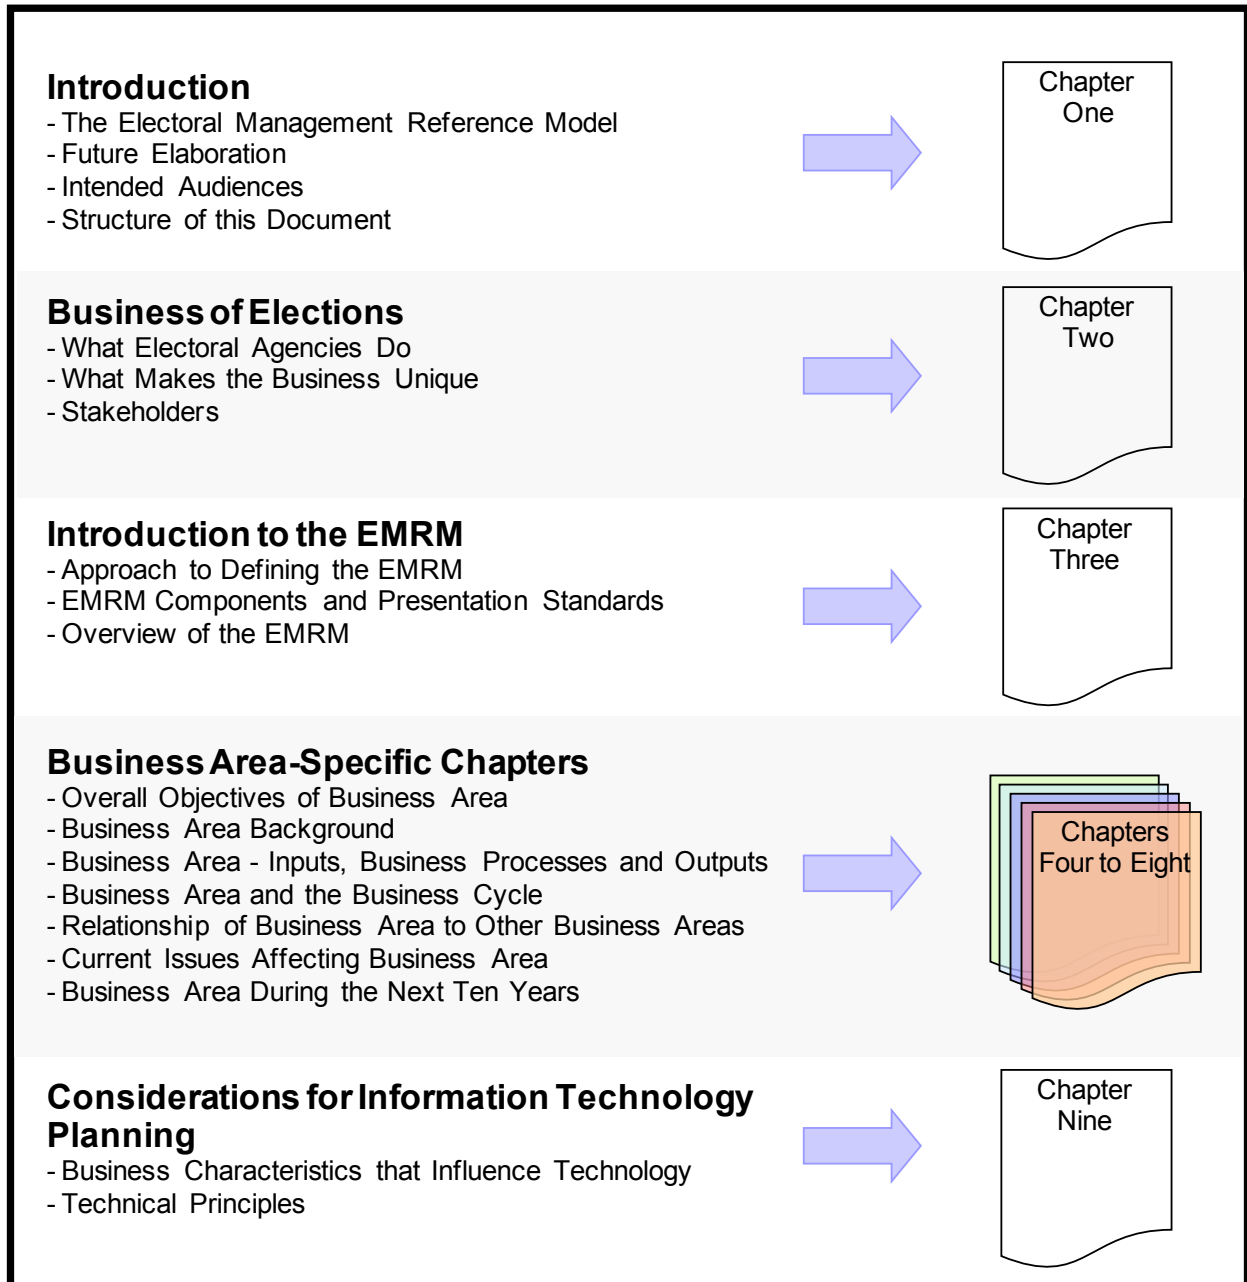 Introduction
- The Electoral Management Reference Model
- Future Elaboration
- Intended Audiences
- Structure of this Document
Chapter
One
Business of Elections
- What Electoral Agencies Do
- What Makes the Business Unique
- Stakeholders
Chapter
Two
Introduction to the EMRM
- Approach to Defining the EMRM
- EMRM Components and Presentation Standards
- Overview of the EMRM
Chapter
Three
Business Area-Specific Chapters
- Overall Objectives of Business Area
- Business Area Background
- Business Area - Inputs, Business Processes and Outputs
- Business Area and the Business Cycle
- Relationship of Business Area to Other Business Areas
- Current Issues Affecting Business Area
- Business Area During the Next Ten Years
Chapters
Four to Eight
Considerations for Information Technology
Planning
- Business Characteristics that Influence Technology
- Technical Principles
Chapter
Nine